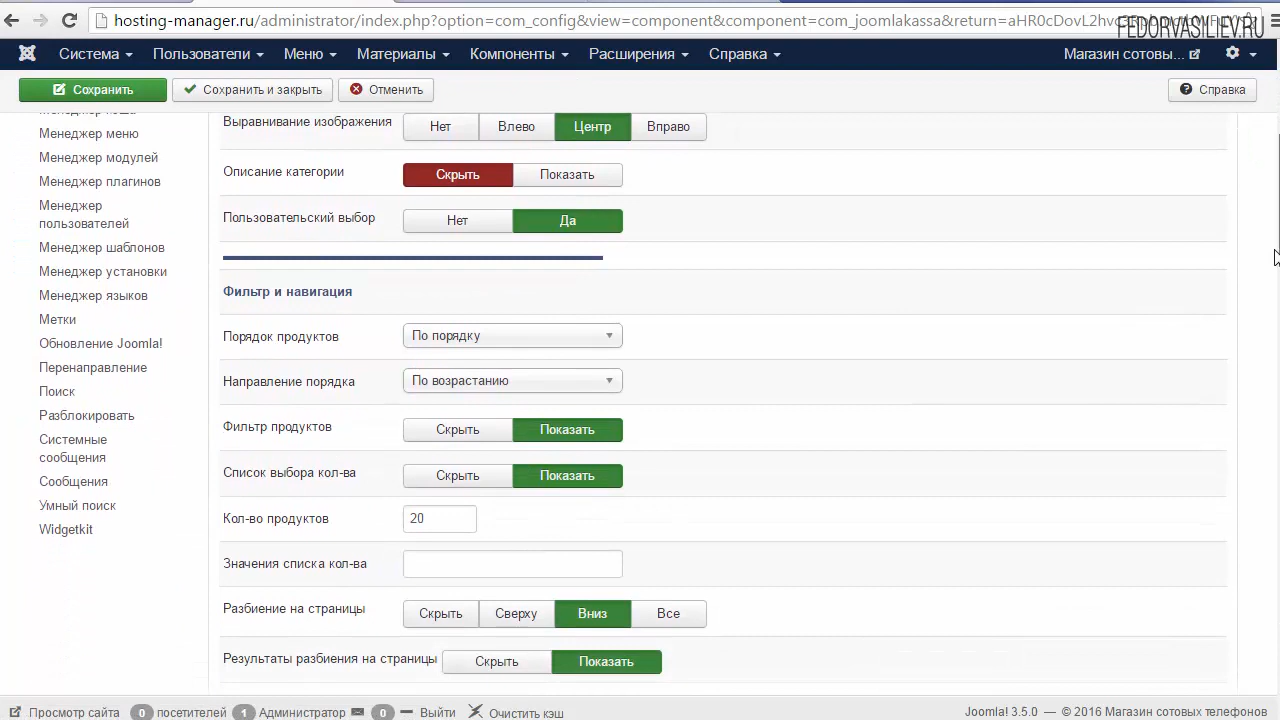 hosting-manager.ru/administrator/index.php?option=com_config&view=component&component=com_joomlakassa&return=
FEDORVASILIEV.RU
Система Пользователи Меню Материалы Компоненты Расширения Справка Магазин сотовы...
Сохранить Сохранить и закрыть Отменить Справка
Менеджер меню
Менеджер модулей
Менеджер плагинов
Менеджер
пользователей
Менеджер шаблонов
Менеджер установки
Менеджер языков
Метки
Обновление Joomla!
Перенаправление
Поиск
Разблокировать
Системные
сообщения
Сообщения
Умный поиск
Widgetkit
Выравнивание изображения Нет Влево Центр Вправо
Описание категории Скрыть Показать
Пользовательский выбор Нет Да
Фильтр и навигация
Порядок продуктов По порядку
Направление порядка По возрастанию
Фильтр продуктов Скрыть Показать
Список выбора кол-ва Скрыть Показать
Кол-во продуктов 20
Значения списка кол-ва
Разбиение на страницы Скрыть Сверху Вниз Все
Результаты разбиения на страницы Скрыть Показать
Просмотр сайта 0 посетителей 1 Администратор 0 Выйти Очистить кэш Joomla! 3.5.0 — © 2016 Магазин сотовых телефонов